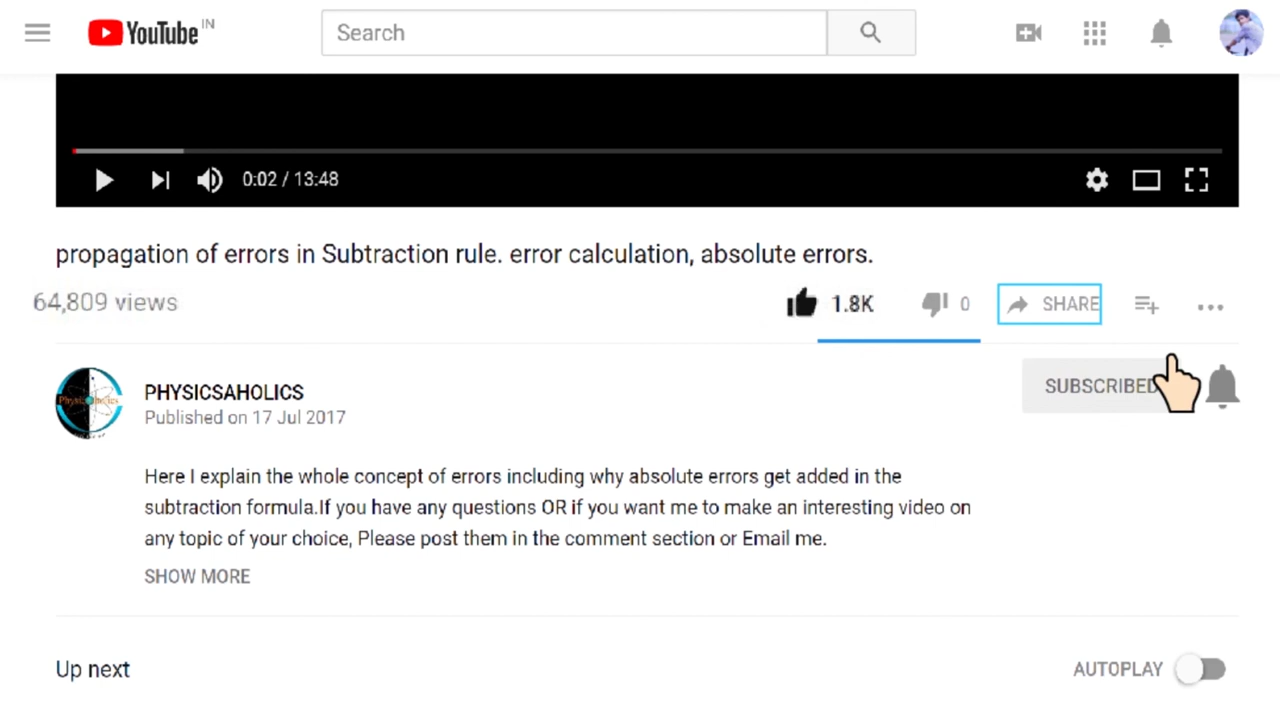 YouTube IN
Search
0:02 / 13:48
propagation of errors in Subtraction rule. error calculation, absolute errors.
64,809 views
1.8K
0
SHARE
PHYSICSAHOLICS
SUBSCRIBED
Published on 17 Jul 2017
Here I explain the whole concept of errors including why absolute errors get added in the
subtraction formula.If you have any questions OR if you want me to make an interesting video on
any topic of your choice, Please post them in the comment section or Email me.
SHOW MORE
Up next
AUTOPLAY